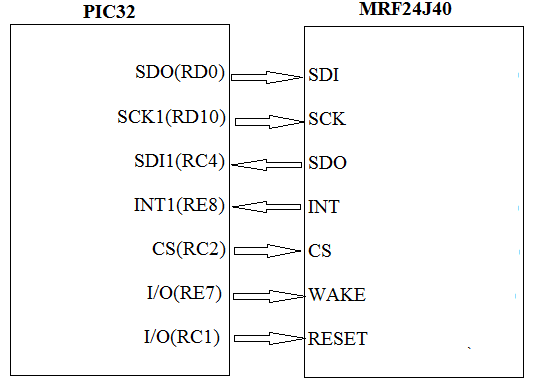 PIC32 MRF24J40
SDO(RD0) SDI
SCK1(RD10) SCK
SDI1(RC4) SDO
INT1(RE8) INT
CS(RC2) CS
I/O(RE7) WAKE
I/O(RC1) RESET